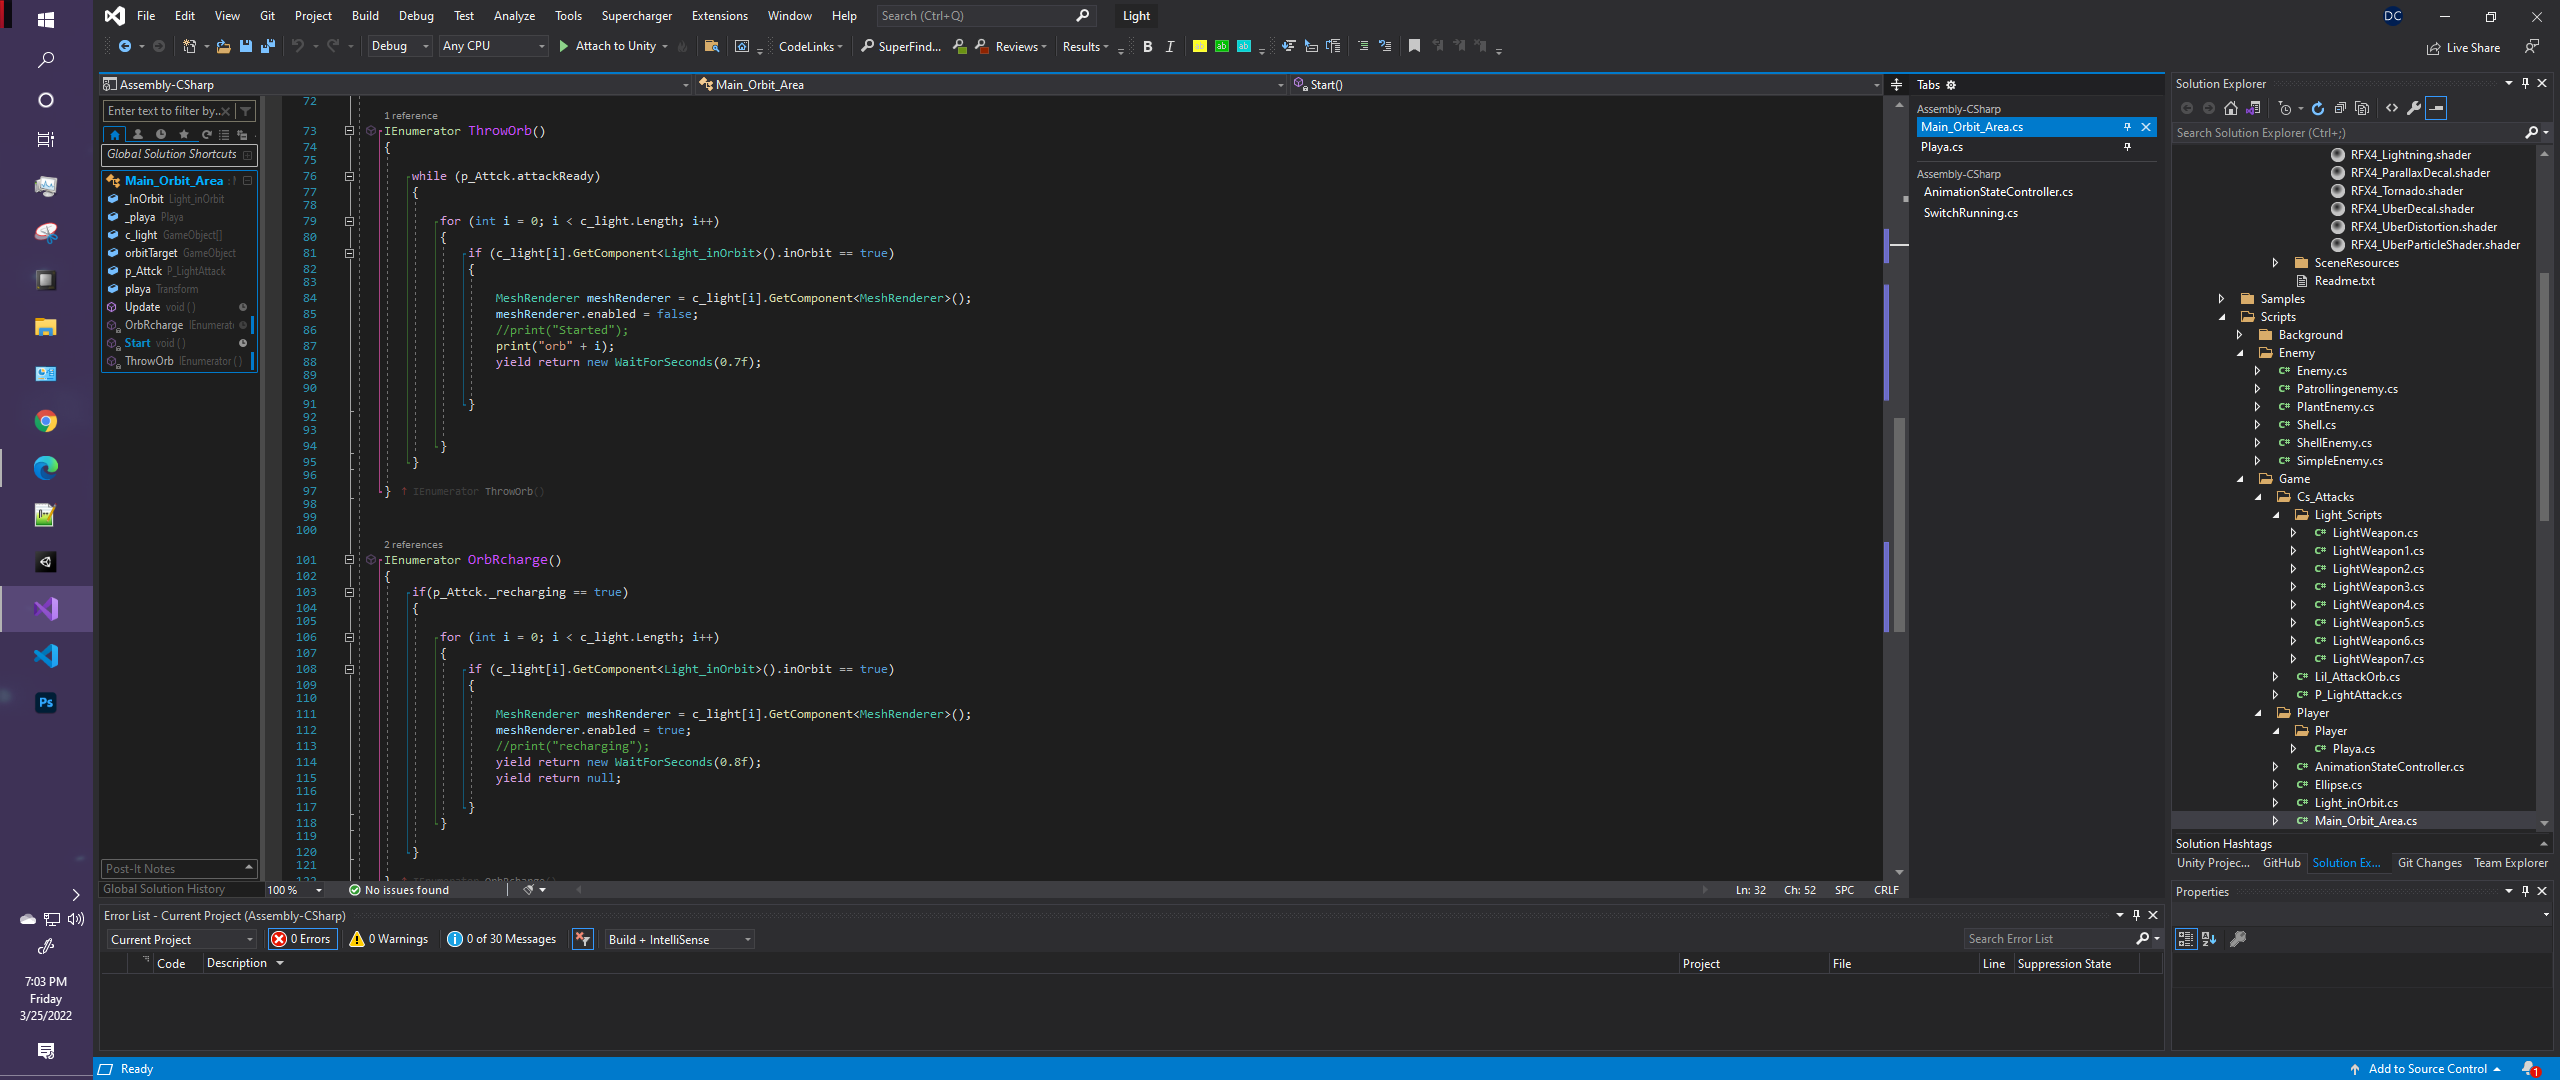 File Edit View Git Project Build Debug Test Analyze Tools Supercharger Extensions Window Help Search (Ctrl+Q) Light DC
Debug Any CPU Attach to Unity CodeLinks SuperFind... Reviews Results B I Live Share
Assembly-CSharp Main_Orbit_Area Start()
Enter text to filter by...
Global Solution Shortcuts
Main_Orbit_Area
_InOrbit Light_inOrbit
_playa Playa
c_light GameObject[]
orbitTarget GameObject
p_Attck P_LightAttack
playa Transform
Update void ( )
OrbRcharge IEnumerat
Start void ( )
ThrowOrb IEnumerator ( )
Post-It Notes
Global Solution History
72
1 reference
73 IEnumerator ThrowOrb()
74 {
75
76 while (p_Attck.attackReady)
77 {
78
79 for (int i = 0; i < c_light.Length; i++)
80 {
81 if (c_light[i].GetComponent<Light_inOrbit>().inOrbit == true)
82 {
83
84 MeshRenderer meshRenderer = c_light[i].GetComponent<MeshRenderer>();
85 meshRenderer.enabled = false;
86 //print("Started");
87 print("orb" + i);
88 yield return new WaitForSeconds(0.7f);
89
90
91 }
92
93
94 }
95 }
96
97 } ↑ IEnumerator ThrowOrb()
98
99
100
2 references
101 IEnumerator OrbRcharge()
102 {
103 if(p_Attck._recharging == true)
104 {
105
106 for (int i = 0; i < c_light.Length; i++)
107 {
108 if (c_light[i].GetComponent<Light_inOrbit>().inOrbit == true)
109 {
110
111 MeshRenderer meshRenderer = c_light[i].GetComponent<MeshRenderer>();
112 meshRenderer.enabled = true;
113 //print("recharging");
114 yield return new WaitForSeconds(0.8f);
115 yield return null;
116
117 }
118 }
119
120 }
121
122 } ↑ IEnumerator OrbRcharge()
100 % No issues found Ln: 32 Ch: 52 SPC CRLF
Tabs
Assembly-CSharp
Main_Orbit_Area.cs
Playa.cs
Assembly-CSharp
AnimationStateController.cs
SwitchRunning.cs
Solution Explorer
Search Solution Explorer (Ctrl+;)
RFX4_Lightning.shader
RFX4_ParallaxDecal.shader
RFX4_Tornado.shader
RFX4_UberDecal.shader
RFX4_UberDistortion.shader
RFX4_UberParticleShader.shader
SceneResources
Readme.txt
Samples
Scripts
Background
Enemy
C# Enemy.cs
C# Patrollingenemy.cs
C# PlantEnemy.cs
C# Shell.cs
C# ShellEnemy.cs
C# SimpleEnemy.cs
Game
Cs_Attacks
Light_Scripts
C# LightWeapon.cs
C# LightWeapon1.cs
C# LightWeapon2.cs
C# LightWeapon3.cs
C# LightWeapon4.cs
C# LightWeapon5.cs
C# LightWeapon6.cs
C# LightWeapon7.cs
C# Lil_AttackOrb.cs
C# P_LightAttack.cs
Player
Player
C# Playa.cs
C# AnimationStateController.cs
C# Ellipse.cs
C# Light_inOrbit.cs
C# Main_Orbit_Area.cs
Solution Hashtags
Unity Projec... GitHub Solution Ex... Git Changes Team Explorer
Properties
Error List - Current Project (Assembly-CSharp)
Current Project 0 Errors 0 Warnings 0 of 30 Messages Build + IntelliSense Search Error List
Code Description Project File Line Suppression State
Ps
7:03 PM
Friday
3/25/2022
Ready Add to Source Control 1